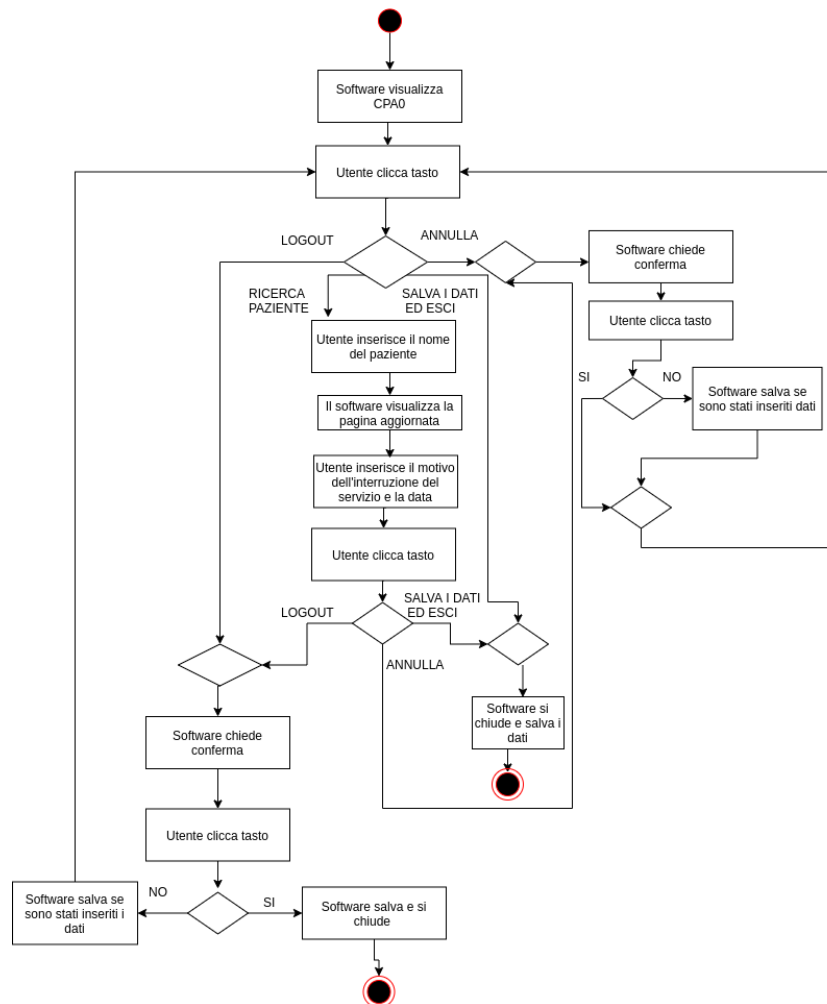 Software visualizza
CPA0
Utente clicca tasto
LOGOUT
ANNULLA
Software chiede
conferma
RICERCA
PAZIENTE
SALVA I DATI
ED ESCI
Utente clicca tasto
Utente inserisce il nome
del paziente
SI
NO
Software salva se
sono stati inseriti dati
Il software visualizza la
pagina aggiornata
Utente inserisce il motivo
dell'interruzione del
servizio e la data
Utente clicca tasto
LOGOUT
SALVA I DATI
ED ESCI
ANNULLA
Software si
chiude e salva i
dati
Software chiede
conferma
Utente clicca tasto
NO
SI
Software salva se
sono stati inseriti i
dati
Software salva e si
chiude